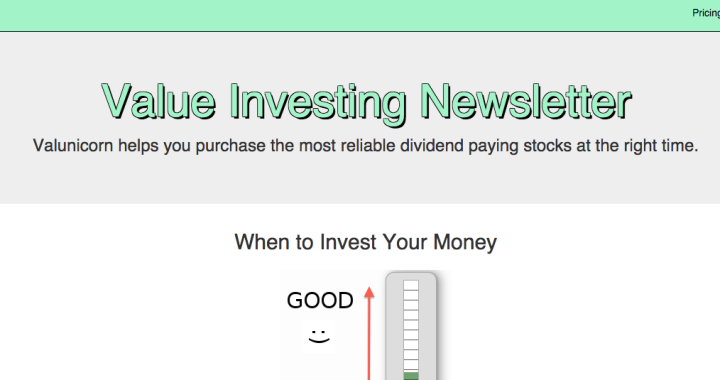 Pricing
Value Investing Newsletter
Valunicorn helps you purchase the most reliable dividend paying stocks at the right time.
When to Invest Your Money
GOOD
:)